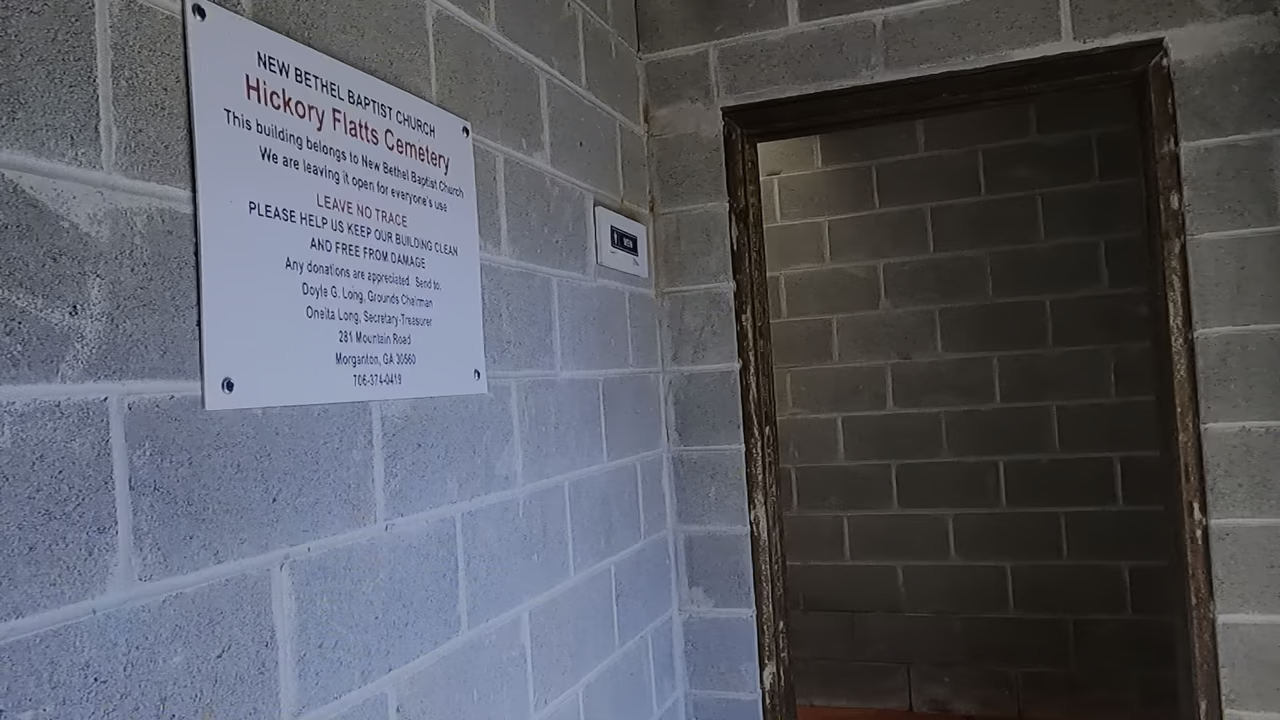 NEW BETHEL BAPTIST CHURCH
Hickory Flatts Cemetery
This building belongs to New Bethel Baptist Church
We are leaving it open for everyone's use
LEAVE NO TRACE
PLEASE HELP US KEEP OUR BUILDING CLEAN
AND FREE FROM DAMAGE
Any donations are appreciated. Send to:
Doyle G. Long, Grounds Chairman
Oneita Long, Secretary-Treasurer
281 Mountain Road
Morganton, GA 30560
706-374-0419
MEN